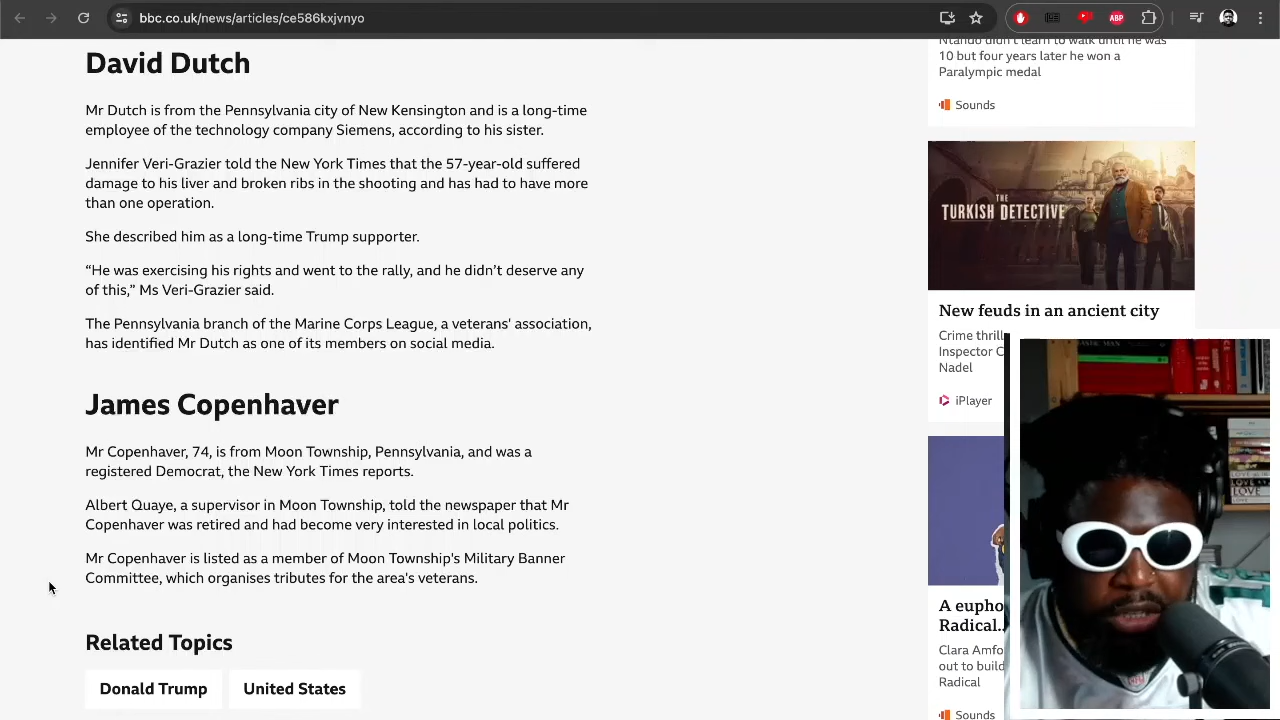 bbc.co.uk/news/articles/ce586kxjvnyo
ABP
David Dutch
Mr Dutch is from the Pennsylvania city of New Kensington and is a long-time
employee of the technology company Siemens, according to his sister.
Jennifer Veri-Grazier told the New York Times that the 57-year-old suffered
damage to his liver and broken ribs in the shooting and has had to have more
than one operation.
She described him as a long-time Trump supporter.
“He was exercising his rights and went to the rally, and he didn’t deserve any
of this,” Ms Veri-Grazier said.
The Pennsylvania branch of the Marine Corps League, a veterans' association,
has identified Mr Dutch as one of its members on social media.
James Copenhaver
Mr Copenhaver, 74, is from Moon Township, Pennsylvania, and was a
registered Democrat, the New York Times reports.
Albert Quaye, a supervisor in Moon Township, told the newspaper that Mr
Copenhaver was retired and had become very interested in local politics.
Mr Copenhaver is listed as a member of Moon Township's Military Banner
Committee, which organises tributes for the area's veterans.
Related Topics
Donald Trump
United States
Ntando didn't learn to walk until he was
10 but four years later he won a
Paralympic medal
Sounds
THE
TURKISH DETECTIVE
New feuds in an ancient city
Crime thrill
Inspector C
Nadel
iPlayer
A eupho
Radical..
Clara Amfo
out to build
Radical
Sounds
LOVE
LOVE